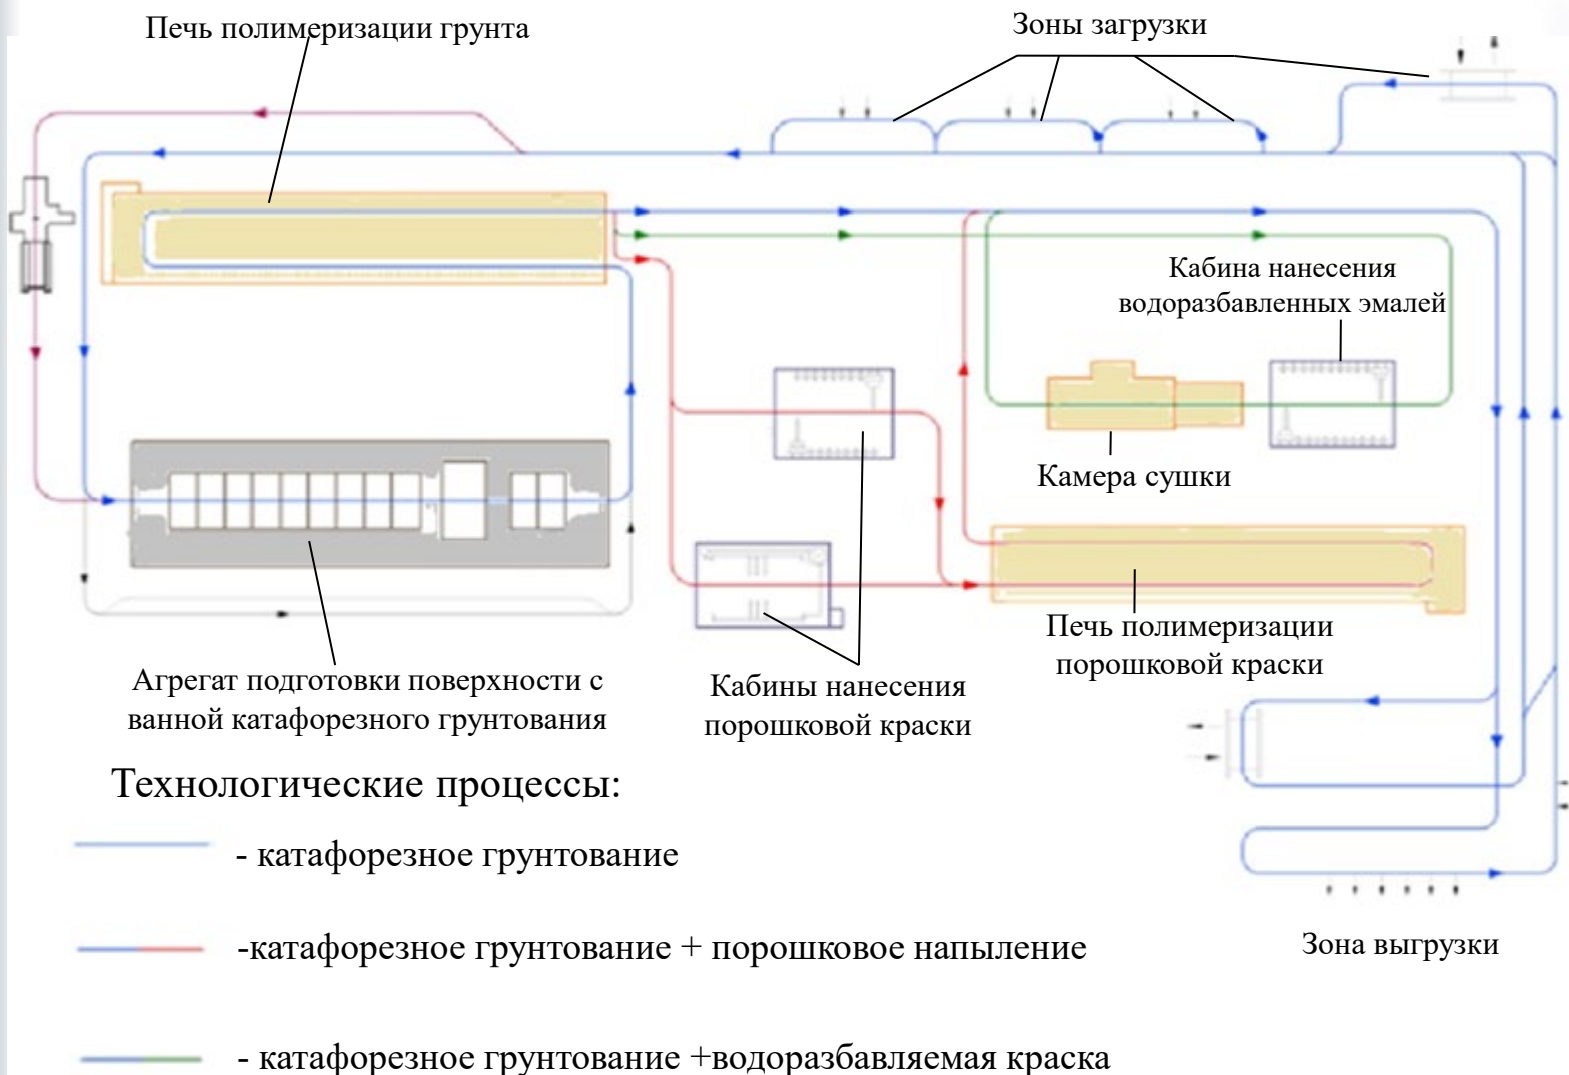 Печь полимеризации грунта
Зоны загрузки
Кабина нанесения
водоразбавленных эмалей
Камера сушки
Печь полимеризации
порошковой краски
Агрегат подготовки поверхности с
ванной катафорезного грунтования
Кабины нанесения
порошковой краски
Технологические процессы:
- катафорезное грунтование
-катафорезное грунтование + порошковое напыление
Зона выгрузки
- катафорезное грунтование +водоразбавляемая краска